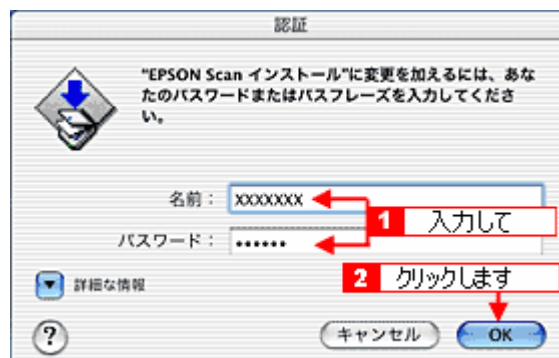 認証
"EPSON Scan インストール"に変更を加えるには、あな
たのパスワードまたはパスフレーズを入力してくださ
い。
名前： XXXXXXX
1 入力して
パスワード： ••••••
2 クリックします
詳細な情報
? キャンセル OK